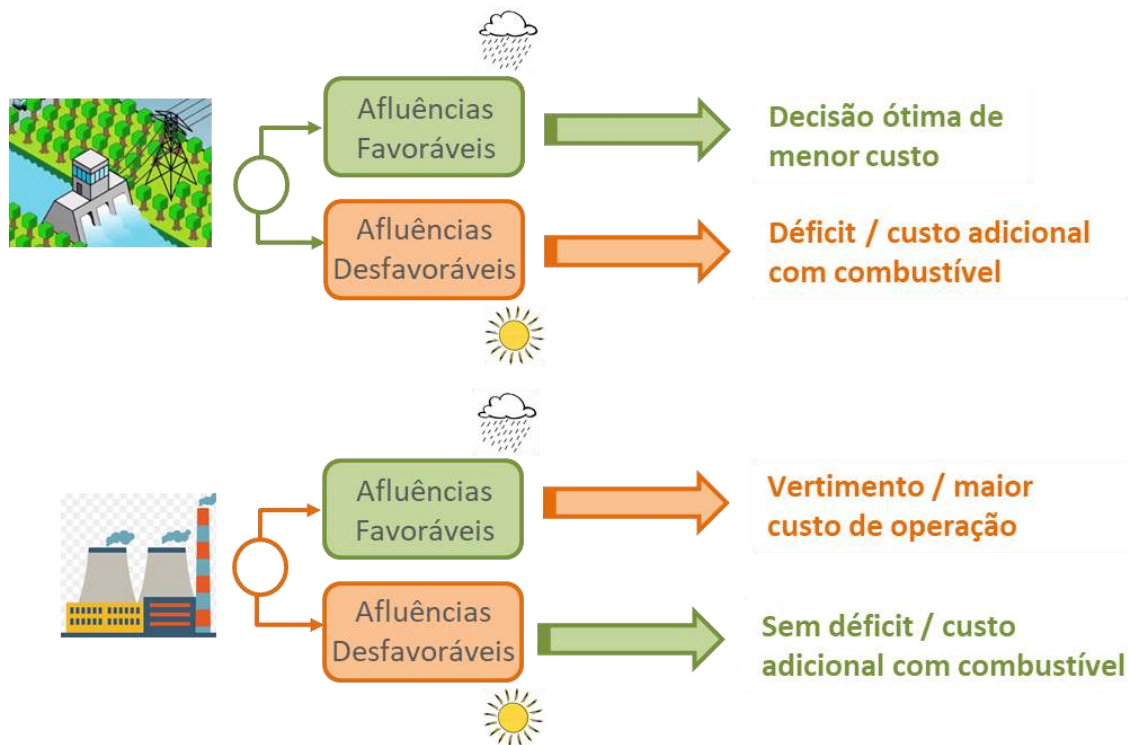 Afluências
Favoráveis
Decisão ótima de
menor custo
Afluências
Desfavoráveis
Déficit / custo adicional
com combustível
Afluências
Favoráveis
Vertimento / maior
custo de operação
Afluências
Desfavoráveis
Sem déficit / custo
adicional com combustível